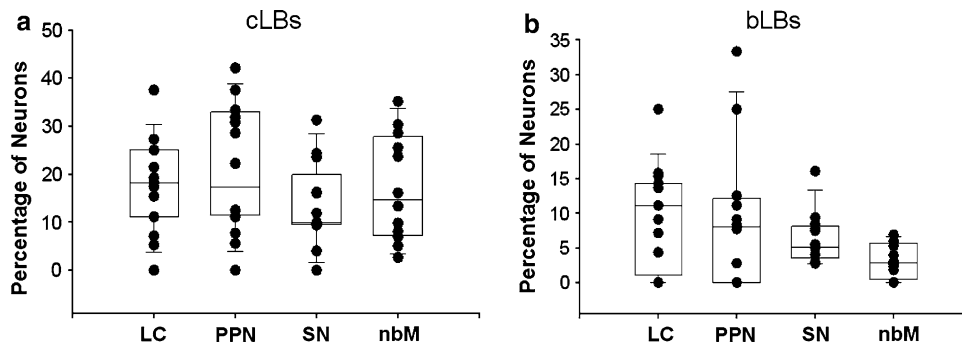 a
cLBs
Percentage of Neurons
50
40
30
20
10
0
LC PPN SN nbM
b
bLBs
Percentage of Neurons
35
30
25
20
15
10
5
0
LC PPN SN nbM